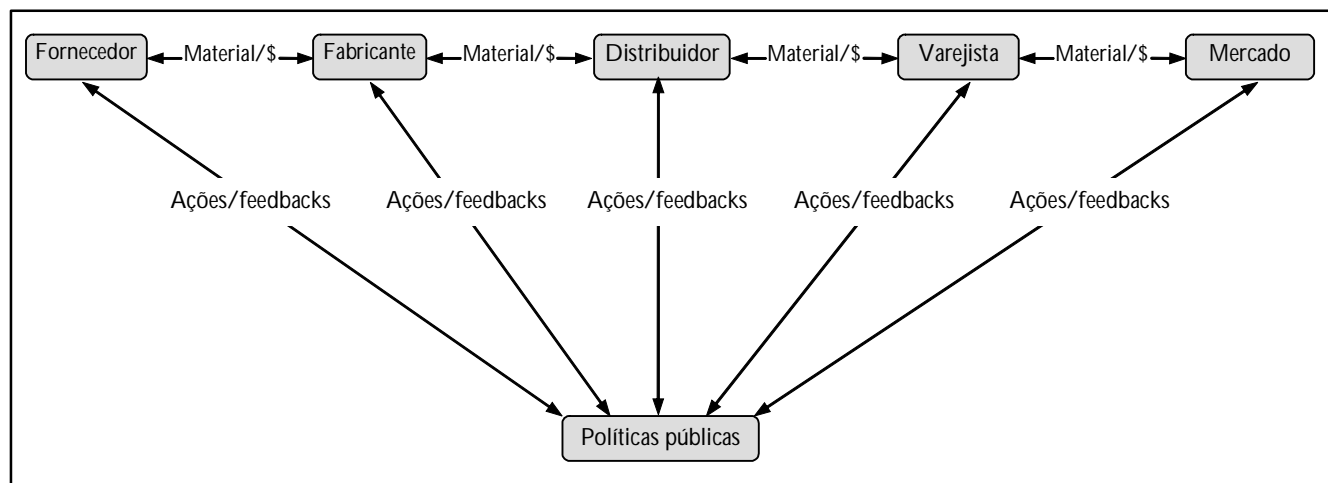 Fornecedor
Material/$
Fabricante
Material/$
Distribuidor
Material/$
Varejista
Material/$
Mercado
Ações/feedbacks
Ações/feedbacks
Ações/feedbacks
Ações/feedbacks
Ações/feedbacks
Políticas públicas